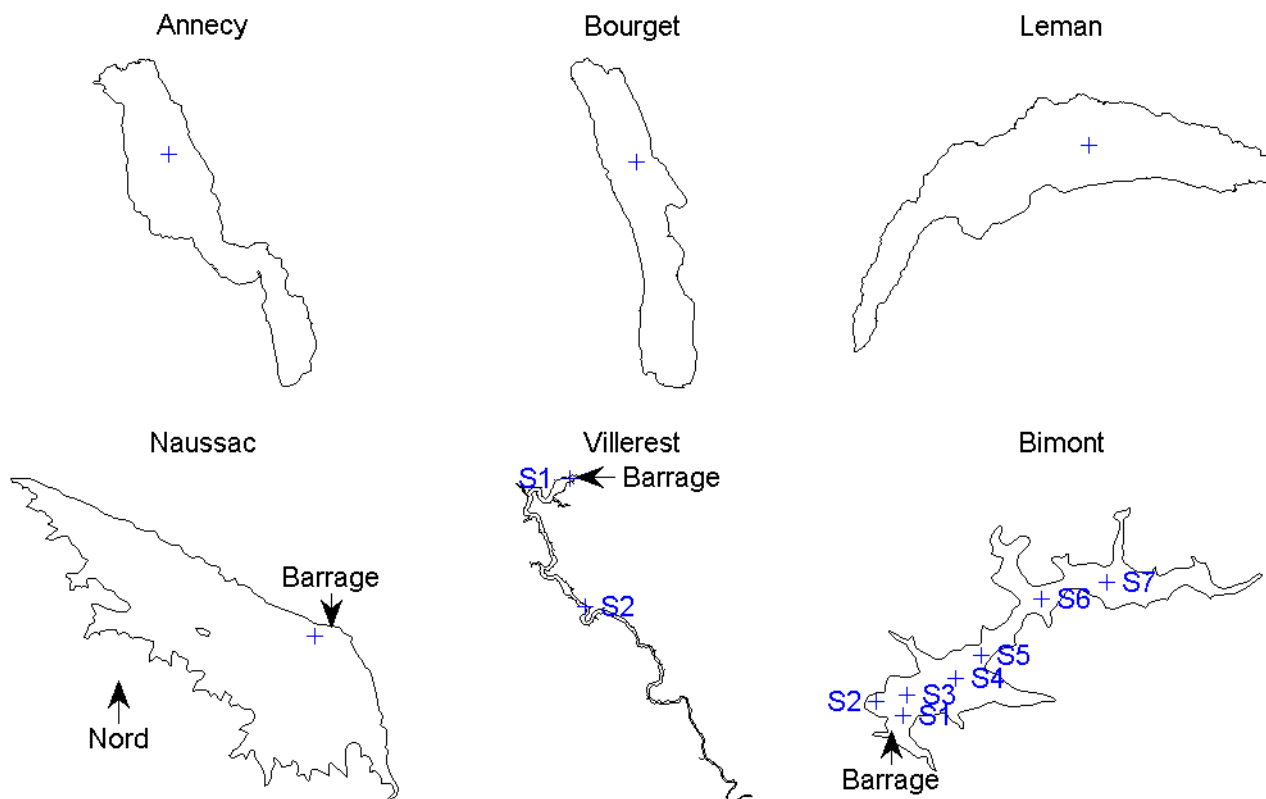 Annecy
Bourget
Leman
Naussac
Villerest
Bimont
S1
Barrage
Barrage
S2
S7
S6
S5
S4
S3
S2
S1
Nord
Barrage